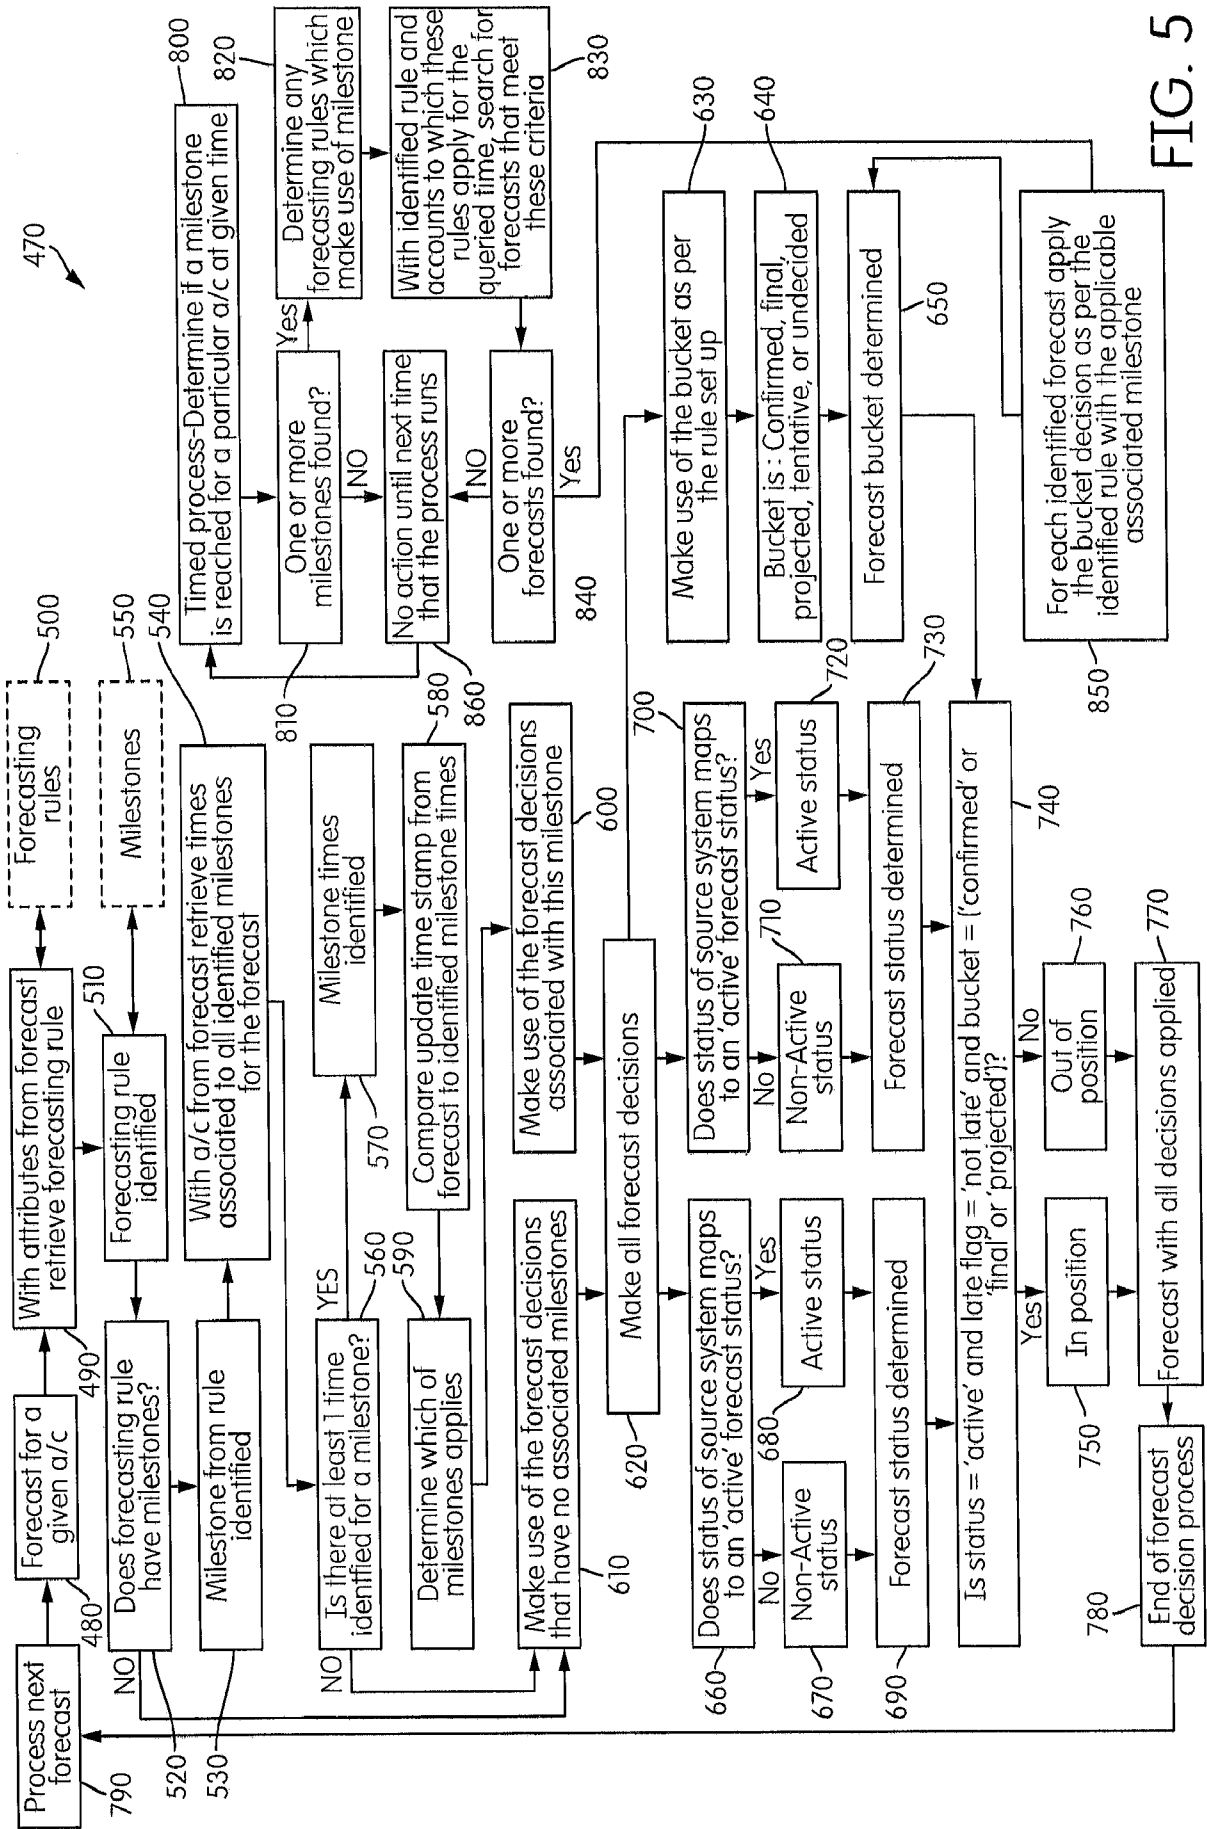 470
Process next
forecast
790
Forecast for a
given a/c
480
With attributes from forecast
retrieve forecasting rule
490
Forecasting
rules
500
Does forecasting rule
have milestones?
NO
520
Forecasting rule
identified
510
Milestones
550
Milestone from rule
identified
530
With a/c from forecast retrieve times
associated to all identified milestones
for the forecast
540
Is there at least 1 time
identified for a milestone?
NO
YES
560
Milestone times
identified
570
Determine which of
milestones applies
590
Compare update time stamp from
forecast to identified milestone times
580
Make use of the forecast decisions
that have no associated milestones
610
Make use of the forecast decisions
associated with this milestone
600
Make all forecast decisions
620
Does status of source system maps
to an 'active' forecast status?
660
No
Yes
Non-Active
status
670
Active status
680
Forecast status determined
690
Does status of source system maps
to an 'active' forecast status?
700
No
Yes
Non-Active
status
710
Active status
720
Forecast status determined
730
Is status = 'active' and late flag = 'not late' and bucket = ('confirmed' or
'final' or 'projected')?
740
Yes
No
In position
750
Out of
position
760
Forecast with all decisions applied
770
End of forecast
decision process
780
Timed process-Determine if a milestone
is reached for a particular a/c at given time
800
One or more
milestones found?
810
Yes
NO
Determine any
forecasting rules which
make use of milestone
820
No action until next time
that the process runs
860
With identified rule and
accounts to which these
rules apply for the
queried time, search for
forecasts that meet
these criteria
830
NO
One or more
forecasts found?
840
Yes
Make use of the bucket as per
the rule set up
630
Bucket is : Confirmed, final,
projected, tentative, or undecided
640
Forecast bucket determined
650
For each identified forecast apply
the bucket decision as per the
identified rule with the applicable
associated milestone
850
FIG. 5